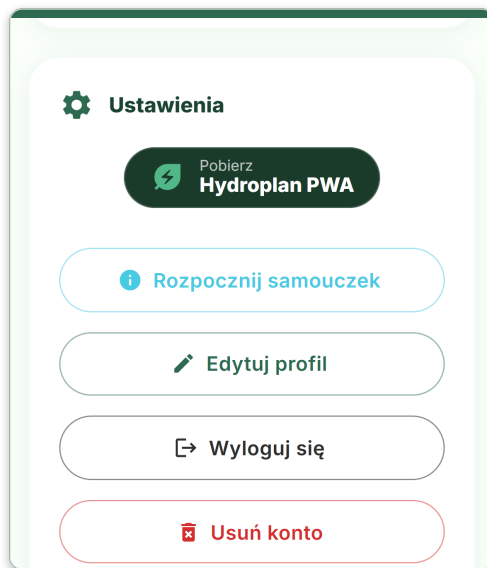 Ustawienia
Pobierz
Hydroplan PWA
Rozpocznij samouczek
Edytuj profil
Wyloguj się
Usuń konto